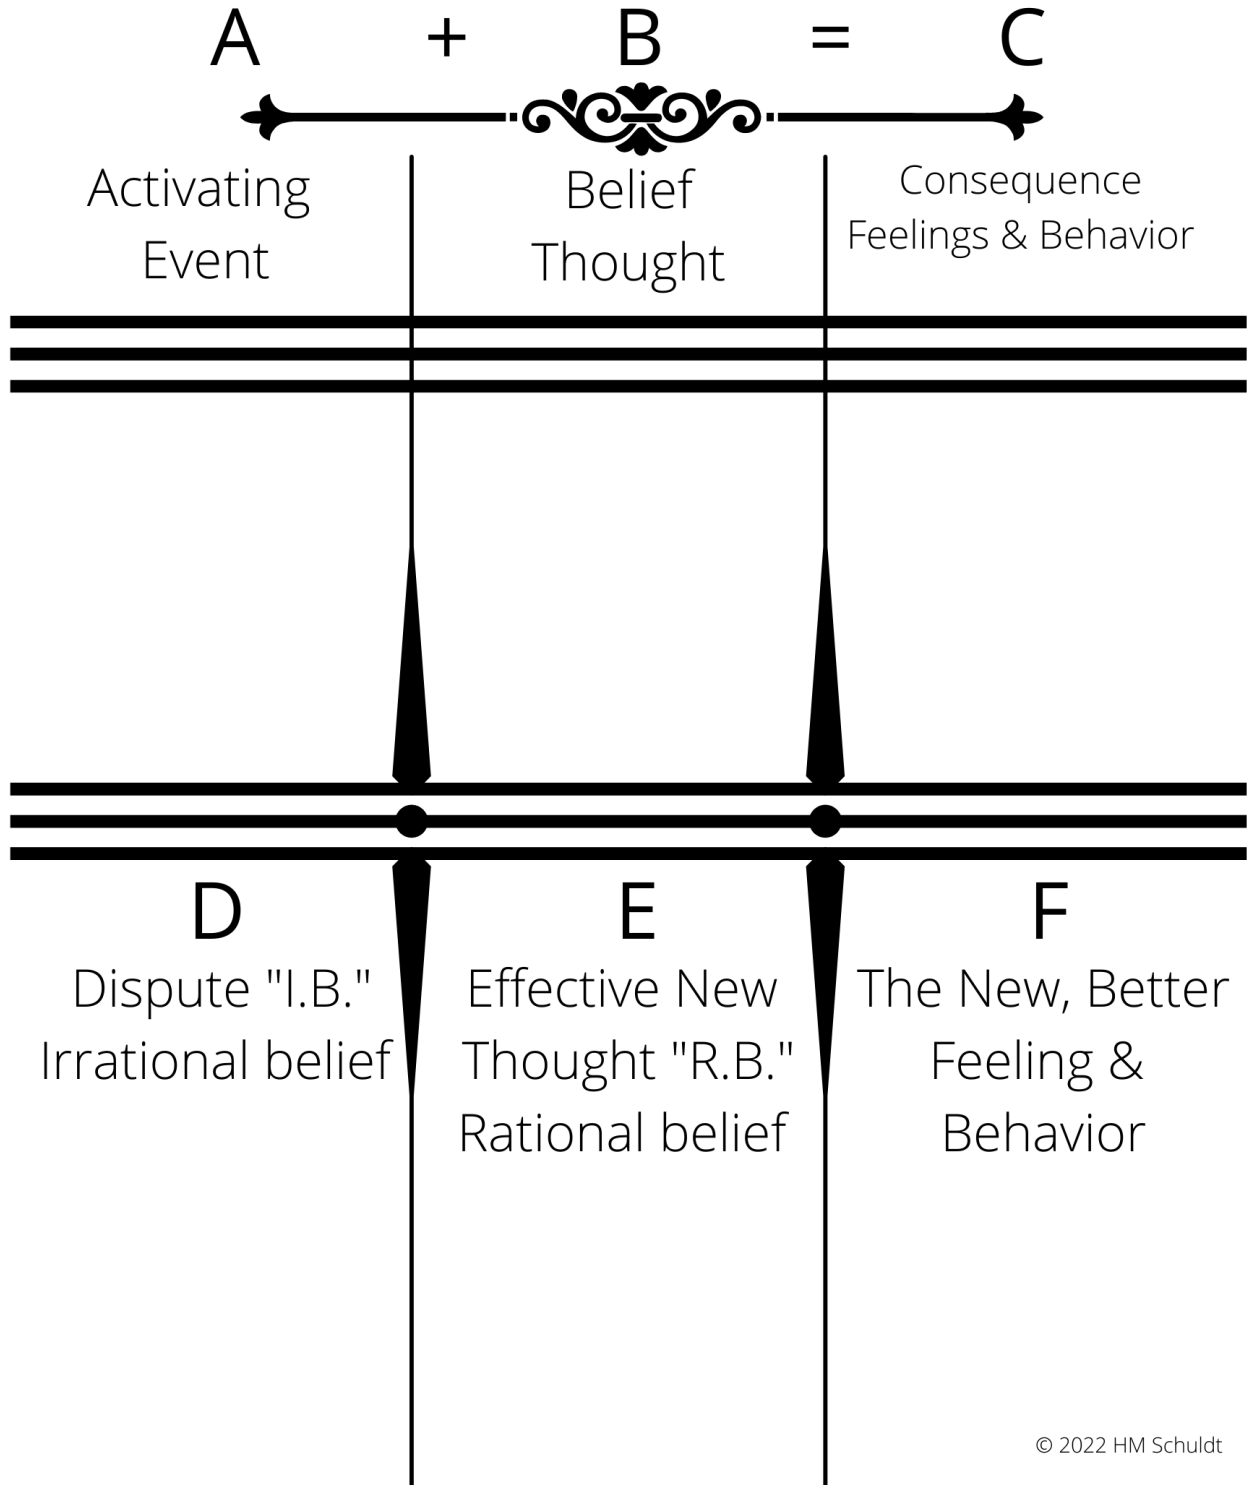 A + B = C
Activating
Event
Belief
Thought
Consequence
Feelings & Behavior
D
Dispute "I.B."
Irrational belief
E
Effective New
Thought "R.B."
Rational belief
F
The New, Better
Feeling &
Behavior
© 2022 HM Schuldt